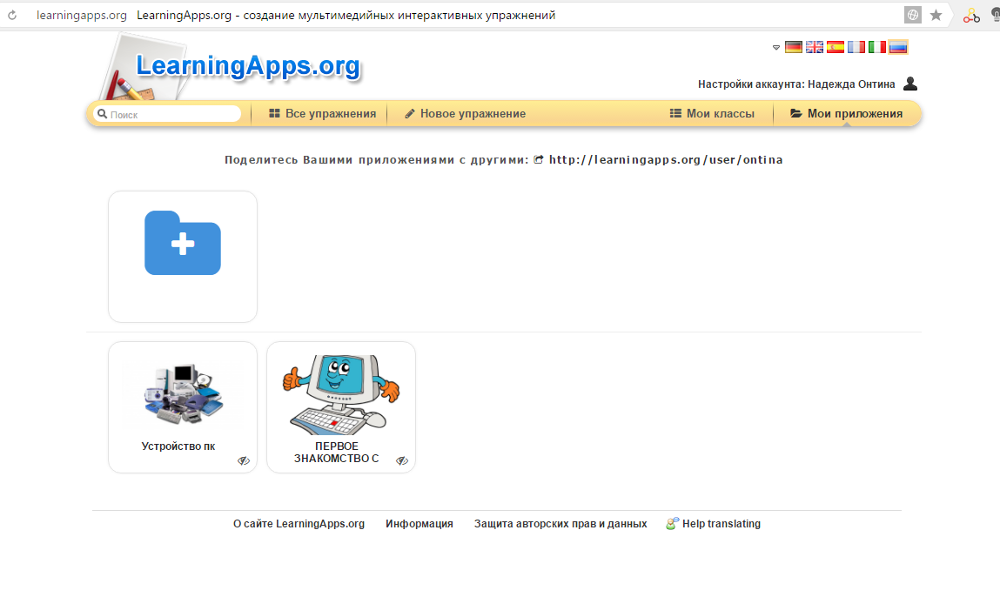 learningapps.org LearningApps.org - создание мультимедийных интерактивных упражнений
LearningApps.org
Настройки аккаунта: Надежда Онтина
Поиск Все упражнения Новое упражнение Мои классы Мои приложения
Поделитесь Вашими приложениями с другими: http://learningapps.org/user/ontina
Устройство пк
ПЕРВОЕ
ЗНАКОМСТВО С
О сайте LearningApps.org Информация Защита авторских прав и данных Help translating